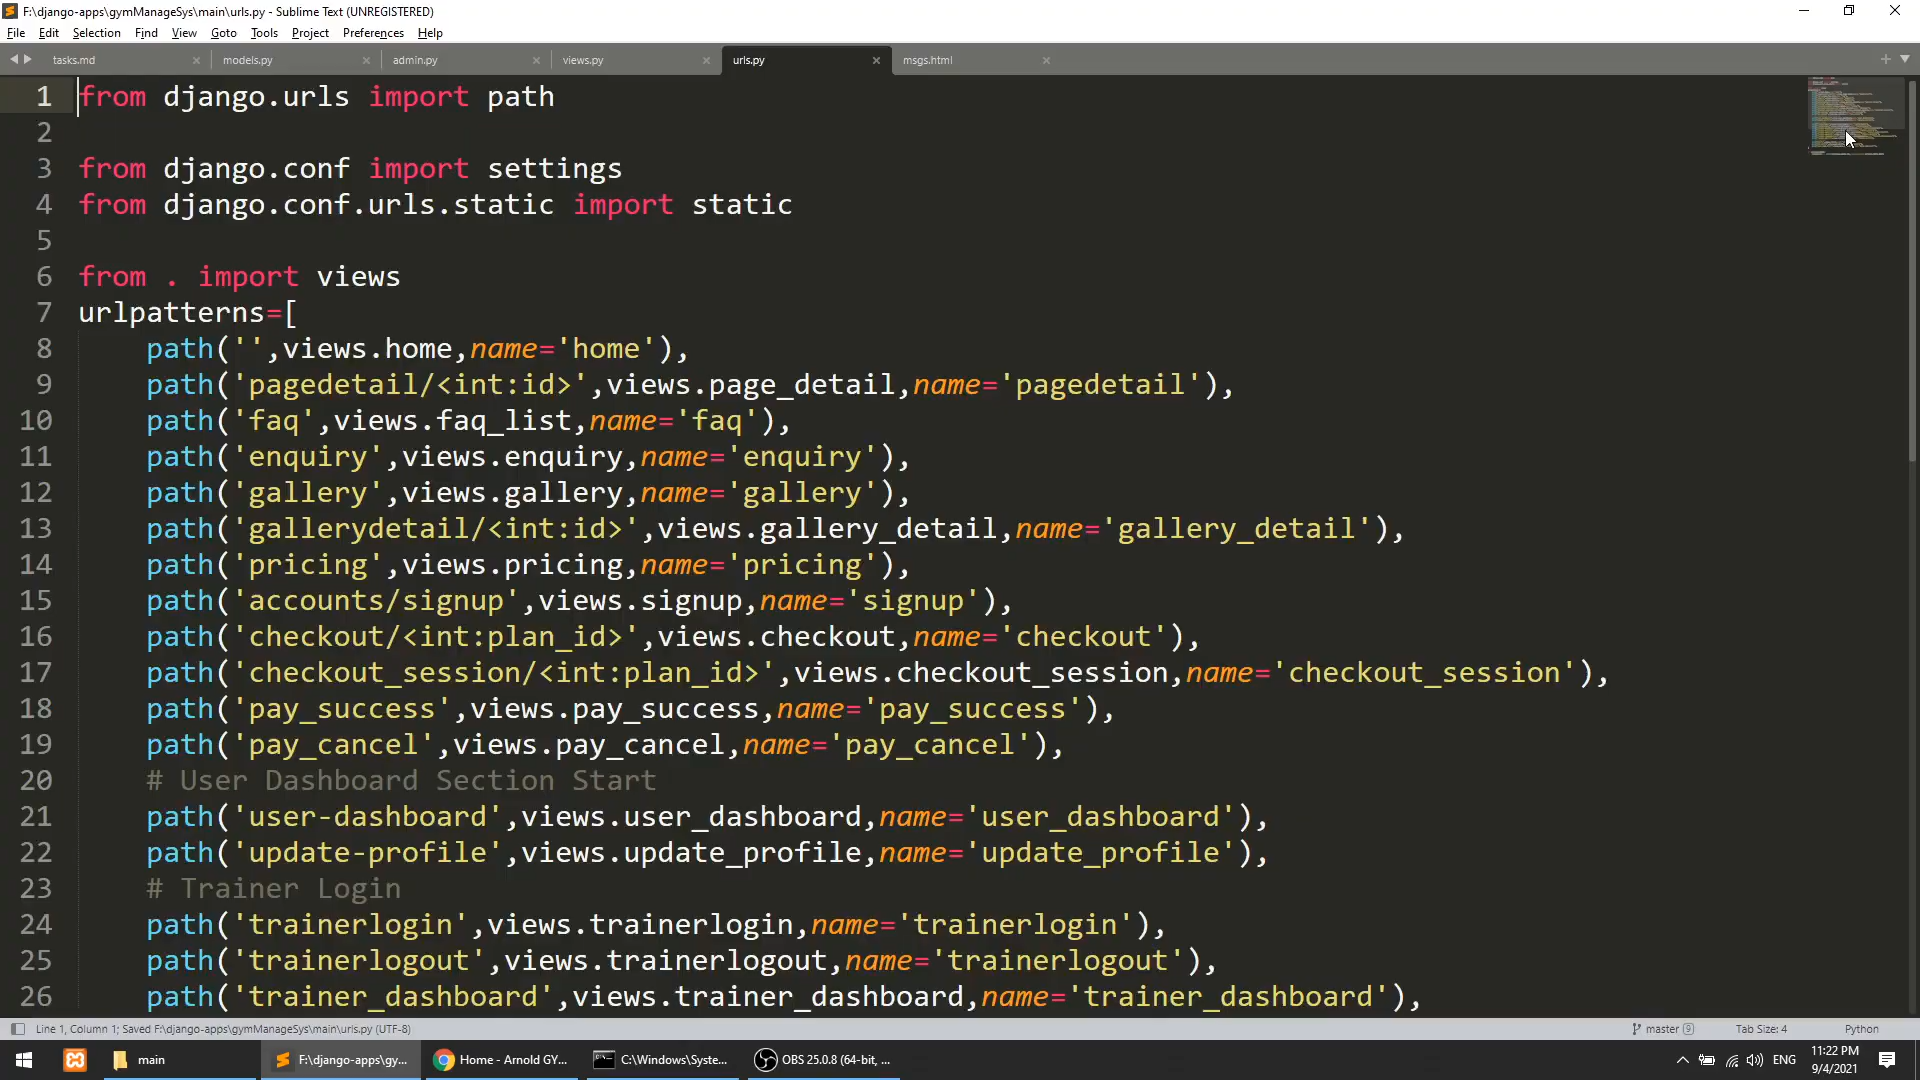 F:\django-apps\gymManageSys\main\urls.py - Sublime Text (UNREGISTERED)
File Edit Selection Find View Goto Tools Project Preferences Help
tasks.md models.py admin.py views.py urls.py msgs.html
1 from django.urls import path
2
3 from django.conf import settings
4 from django.conf.urls.static import static
5
6 from . import views
7 urlpatterns=[
8 path('',views.home,name='home'),
9 path('pagedetail/<int:id>',views.page_detail,name='pagedetail'),
10 path('faq',views.faq_list,name='faq'),
11 path('enquiry',views.enquiry,name='enquiry'),
12 path('gallery',views.gallery,name='gallery'),
13 path('gallerydetail/<int:id>',views.gallery_detail,name='gallery_detail'),
14 path('pricing',views.pricing,name='pricing'),
15 path('accounts/signup',views.signup,name='signup'),
16 path('checkout/<int:plan_id>',views.checkout,name='checkout'),
17 path('checkout_session/<int:plan_id>',views.checkout_session,name='checkout_session'),
18 path('pay_success',views.pay_success,name='pay_success'),
19 path('pay_cancel',views.pay_cancel,name='pay_cancel'),
20 # User Dashboard Section Start
21 path('user-dashboard',views.user_dashboard,name='user_dashboard'),
22 path('update-profile',views.update_profile,name='update_profile'),
23 # Trainer Login
24 path('trainerlogin',views.trainerlogin,name='trainerlogin'),
25 path('trainerlogout',views.trainerlogout,name='trainerlogout'),
26 path('trainer_dashboard',views.trainer_dashboard,name='trainer_dashboard'),
Line 1, Column 1; Saved F:\django-apps\gymManageSys\main\urls.py (UTF-8) master 9 Tab Size: 4 Python
main F:\django-apps\gy... Home - Arnold GY... C:\Windows\Syste... OBS 25.0.8 (64-bit, ... ENG 11:22 PM
9/4/2021